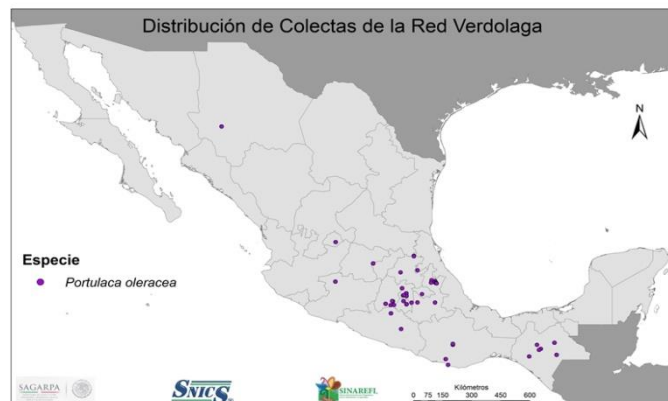 Distribución de Colectas de la Red Verdolaga
N
Especie
Portulaca oleracea
SAGARPA
SNICS
SINAREFI
Kilómetros
0 75 150 300 450 600